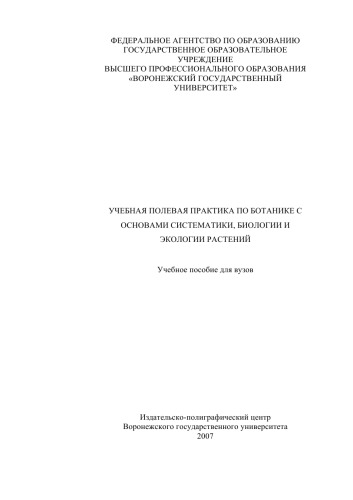 ФЕДЕРАЛЬНОЕ АГЕНТСТВО ПО ОБРАЗОВАНИЮ
ГОСУДАРСТВЕННОЕ ОБРАЗОВАТЕЛЬНОЕ
УЧРЕЖДЕНИЕ
ВЫСШЕГО ПРОФЕССИОНАЛЬНОГО ОБРАЗОВАНИЯ
«ВОРОНЕЖСКИЙ ГОСУДАРСТВЕННЫЙ
УНИВЕРСИТЕТ»
УЧЕБНАЯ ПОЛЕВАЯ ПРАКТИКА ПО БОТАНИКЕ С
ОСНОВАМИ СИСТЕМАТИКИ, БИОЛОГИИ И
ЭКОЛОГИИ РАСТЕНИЙ
Учебное пособие для вузов
Издательско-полиграфический центр
Воронежского государственного университета
2007